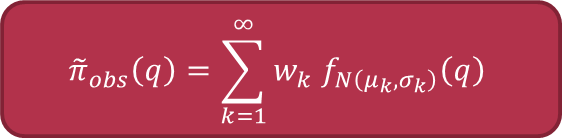 π̃_obs(q) = ∑_{k=1}^{∞} w_k f_{N(μ_k,σ_k)}(q)